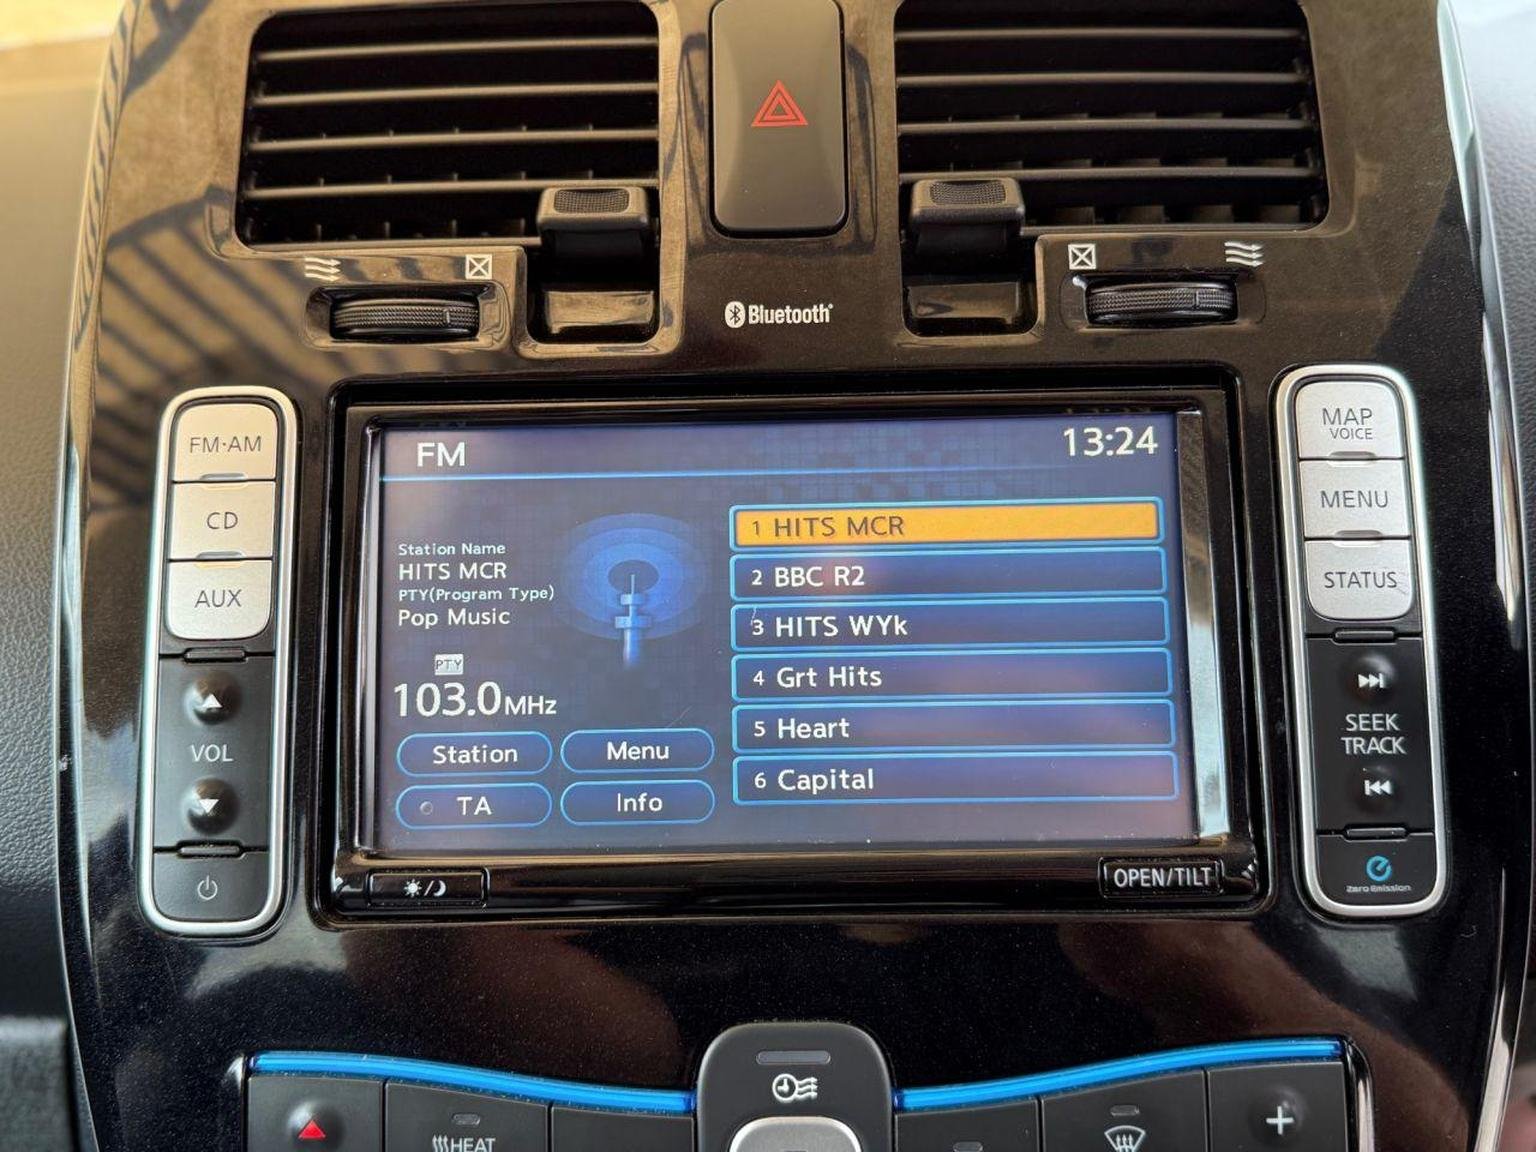 Bluetooth®
FM·AM
CD
AUX
VOL
FM
13:24
Station Name
HITS MCR
PTY(Program Type)
Pop Music
PTY
103.0MHz
Station
Menu
TA
Info
1 HITS MCR
2 BBC R2
3 HITS WYk
4 Grt Hits
5 Heart
6 Capital
MAP
VOICE
MENU
STATUS
SEEK
TRACK
Zero Emission
OPEN/TILT
HEAT
+